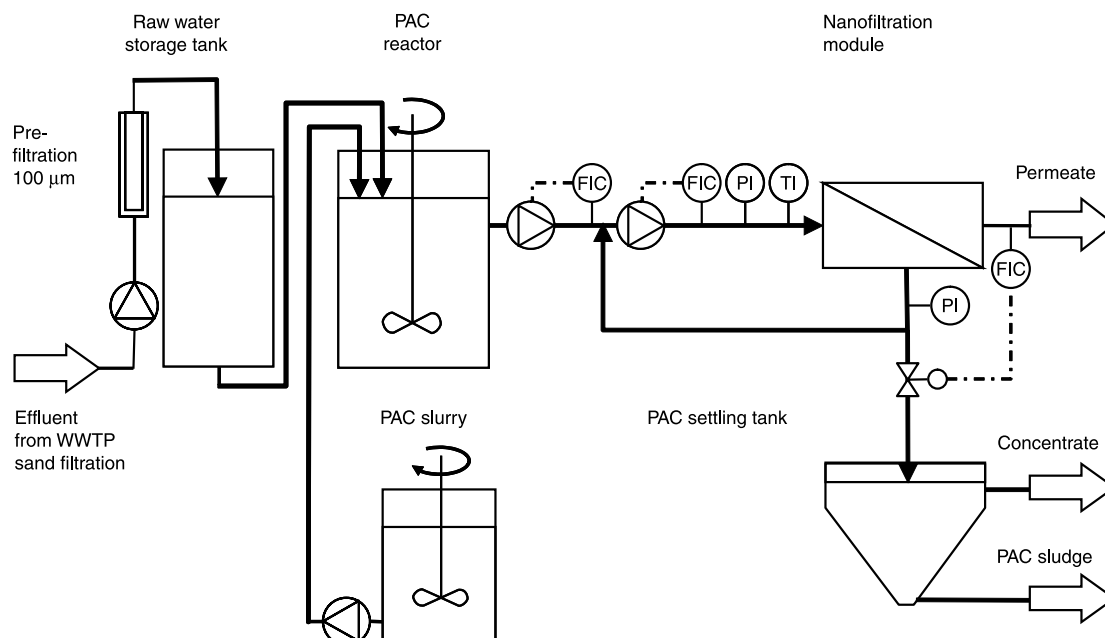 Raw water
storage tank
PAC
reactor
Nanofiltration
module
Pre-
filtration
100 μm
FIC
FIC
PI
TI
Permeate
FIC
PI
Effluent
from WWTP
sand filtration
PAC slurry
PAC settling tank
Concentrate
PAC sludge